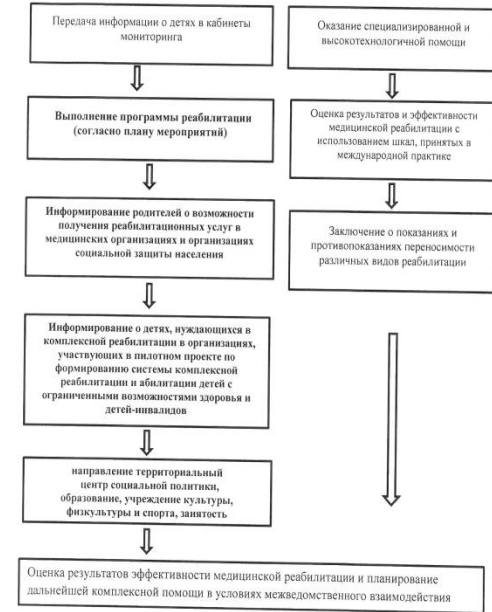 Передача информации о детях в кабинеты
мониторинга
Выполнение программы реабилитации
(согласно плану мероприятий)
Информирование родителей о возможности
получения реабилитационных услуг в
медицинских организациях и организациях
социальной защиты населения
Информирование о детях, нуждающихся в
комплексной реабилитации в организациях,
участвующих в пилотном проекте по
формированию системы комплексной
реабилитации и абилитации детей с
ограниченными возможностями здоровья и
детей-инвалидов
направление территориальный
центр социальной политики,
образование, учреждение культуры,
физкультуры и спорта, занятость
Оказание специализированной и
высокотехнологичной помощи
Оценка результатов и эффективности
медицинской реабилитации с
использованием шкал, принятых в
международной практике
Заключение о показаниях и
противопоказаниях переносимости
различных видов реабилитации
Оценка результатов эффективности медицинской реабилитации и планирование
дальнейшей комплексной помощи в условиях межведомственного взаимодействия